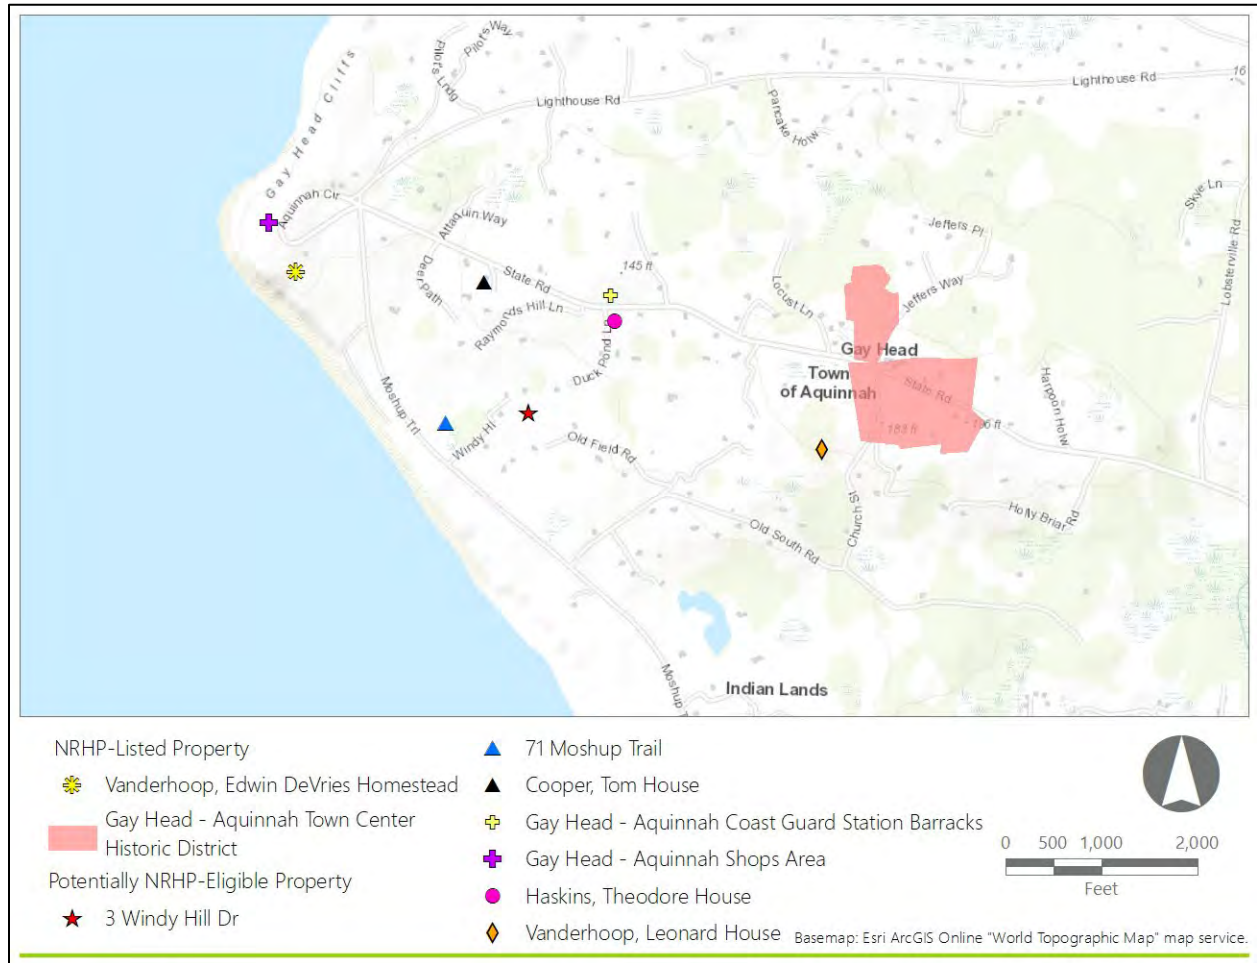 Pilot's Way
Pilot's Lndg
Lighthouse Rd
Lighthouse Rd
16
Pancake Holw
Gay Head Cliffs
Aquinnah Cir
Attaquin Way
Deer Path
State Rd
145 ft
Raymonds Hill Ln
Duck Pond Ln
Locust Ln
Jeffers Pl
Jeffers Way
Skye Ln
Lobsterville Rd
Gay Head
Town
of Aquinnah
State Rd
183 ft
Harpoon Holw
Moshup Trl
Windy Hl
Old Field Rd
Church St
Holly Briar Rd
Old South Rd
Indian Lands
Moshup T
NRHP-Listed Property
Vanderhoop, Edwin DeVries Homestead
Gay Head - Aquinnah Town Center
Historic District
Potentially NRHP-Eligible Property
3 Windy Hill Dr
71 Moshup Trail
Cooper, Tom House
Gay Head - Aquinnah Coast Guard Station Barracks
Gay Head - Aquinnah Shops Area
Haskins, Theodore House
Vanderhoop, Leonard House
0 500 1,000 2,000
Feet
Basemap: Esri ArcGIS Online "World Topographic Map" map service.